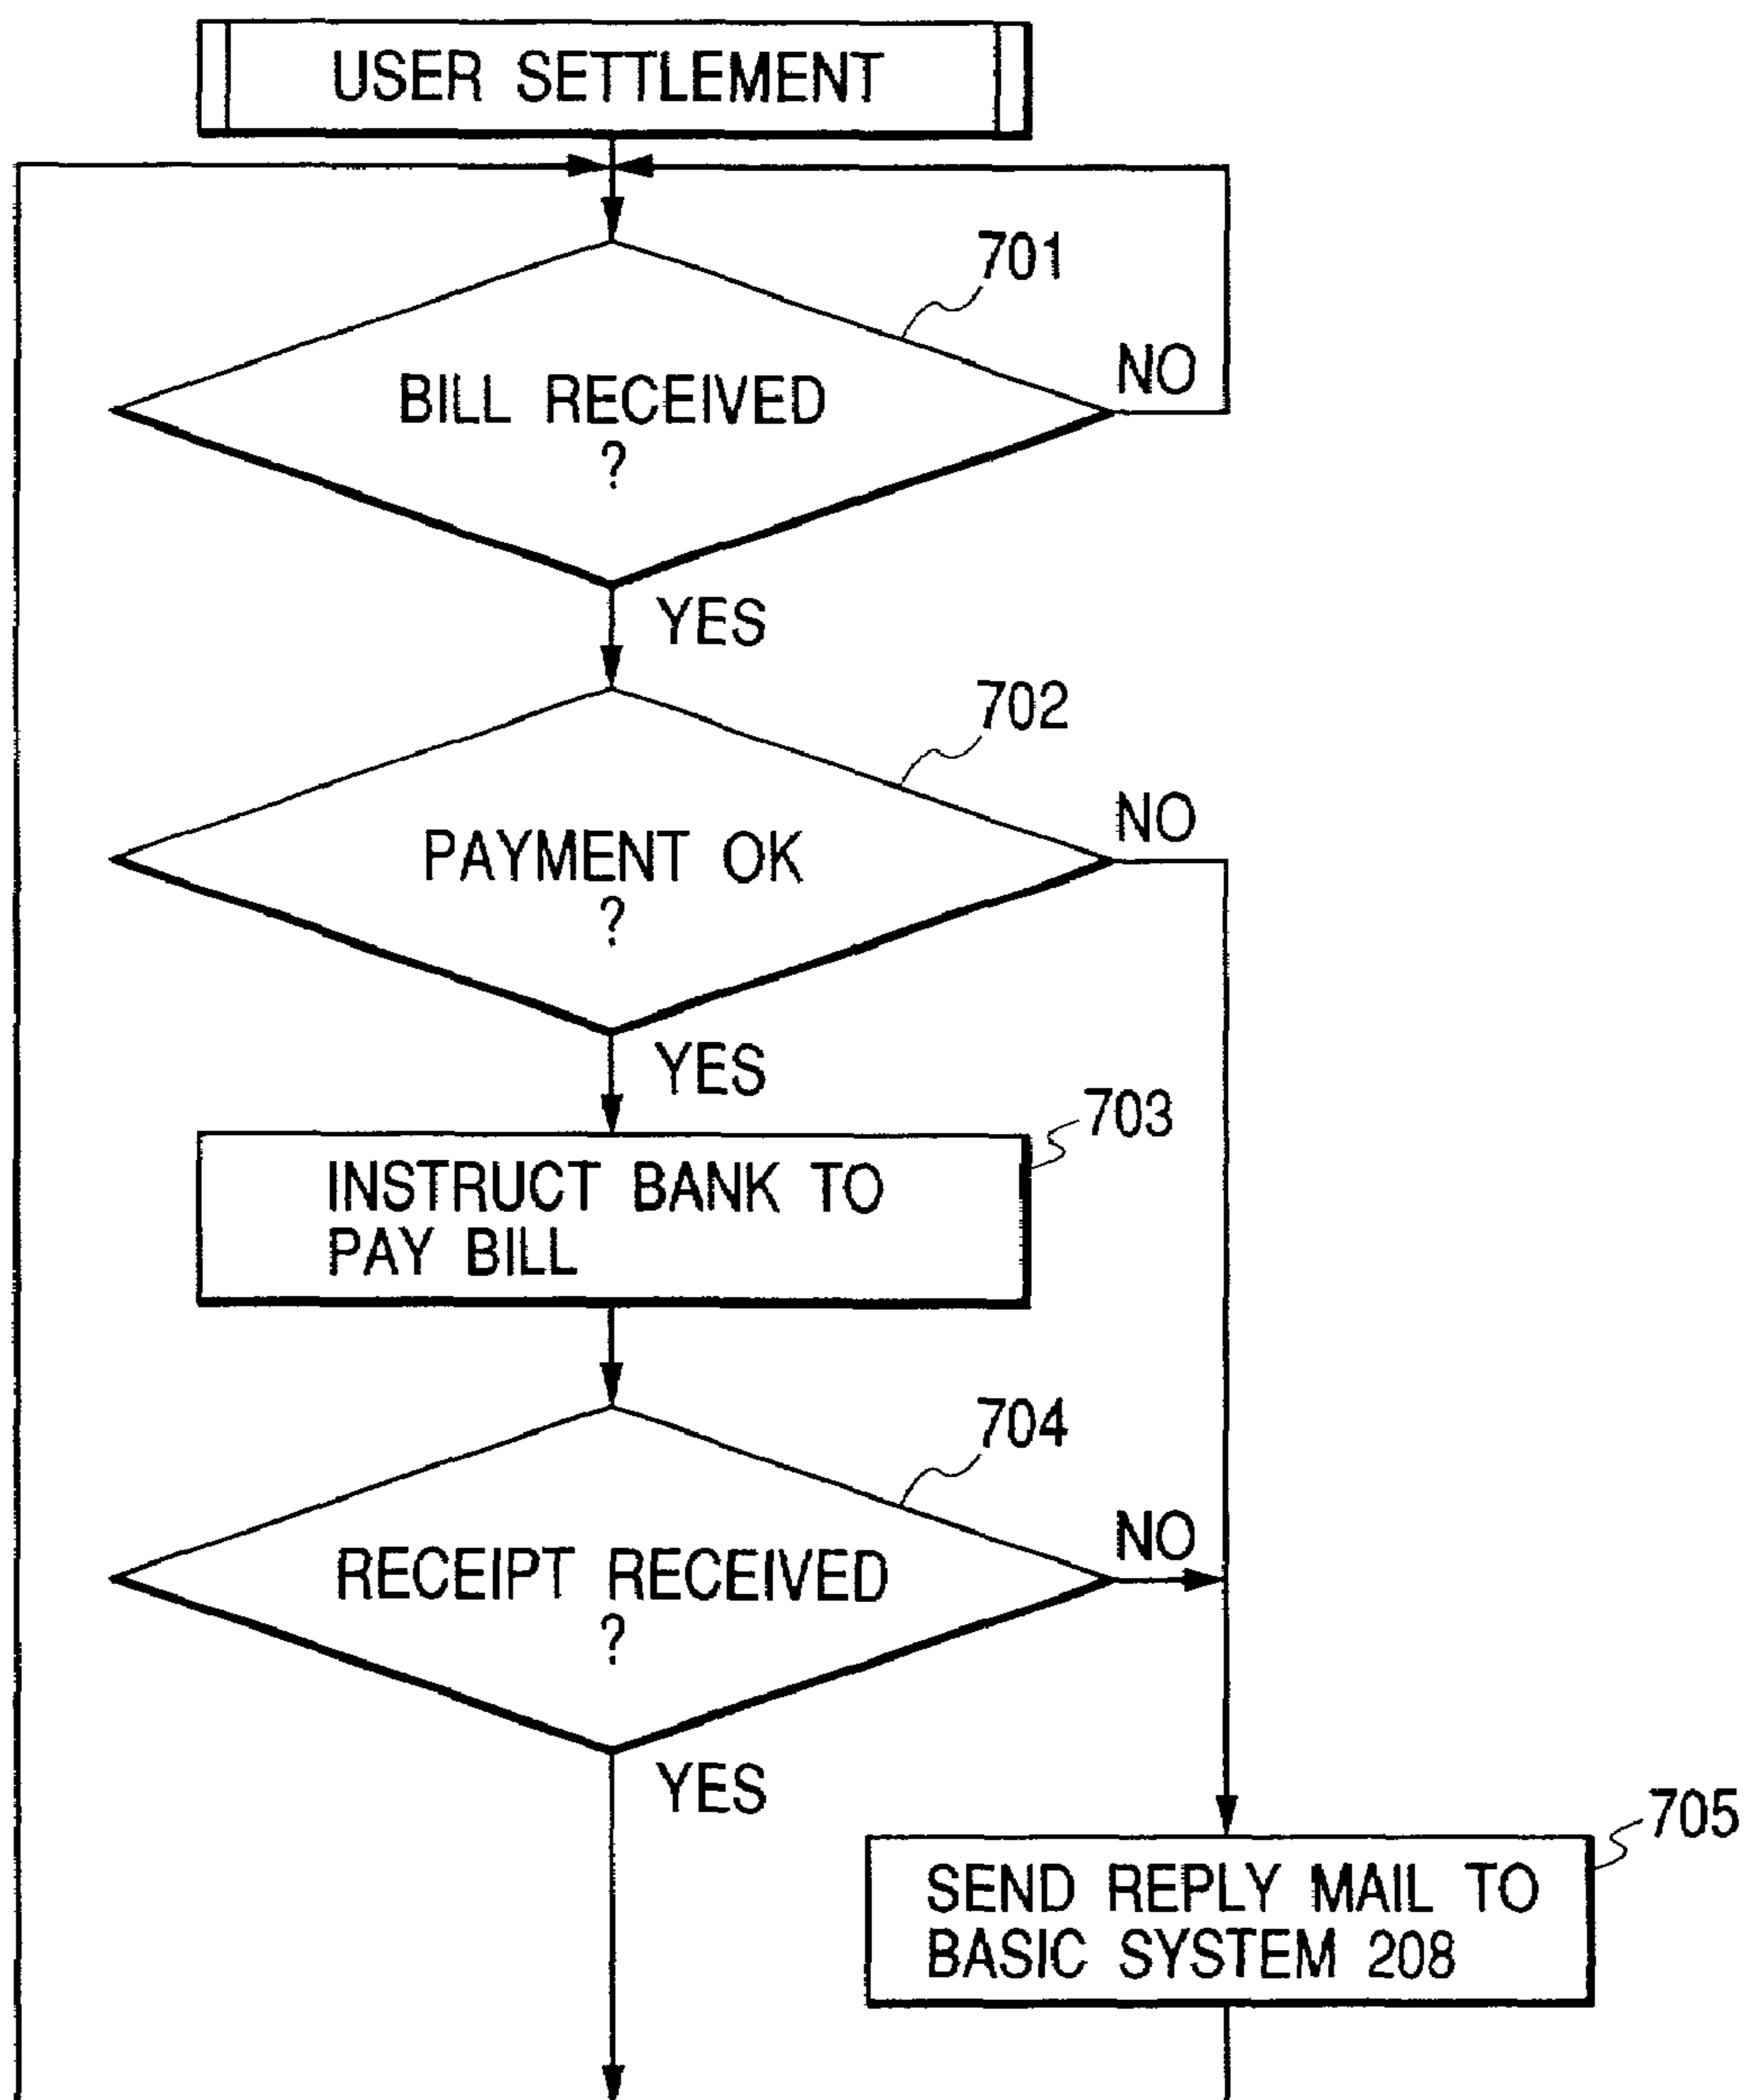 USER SETTLEMENT
701
BILL RECEIVED
?
NO
YES
702
PAYMENT OK
?
NO
YES
703
INSTRUCT BANK TO
PAY BILL
704
RECEIPT RECEIVED
?
NO
YES
705
SEND REPLY MAIL TO
BASIC SYSTEM 208